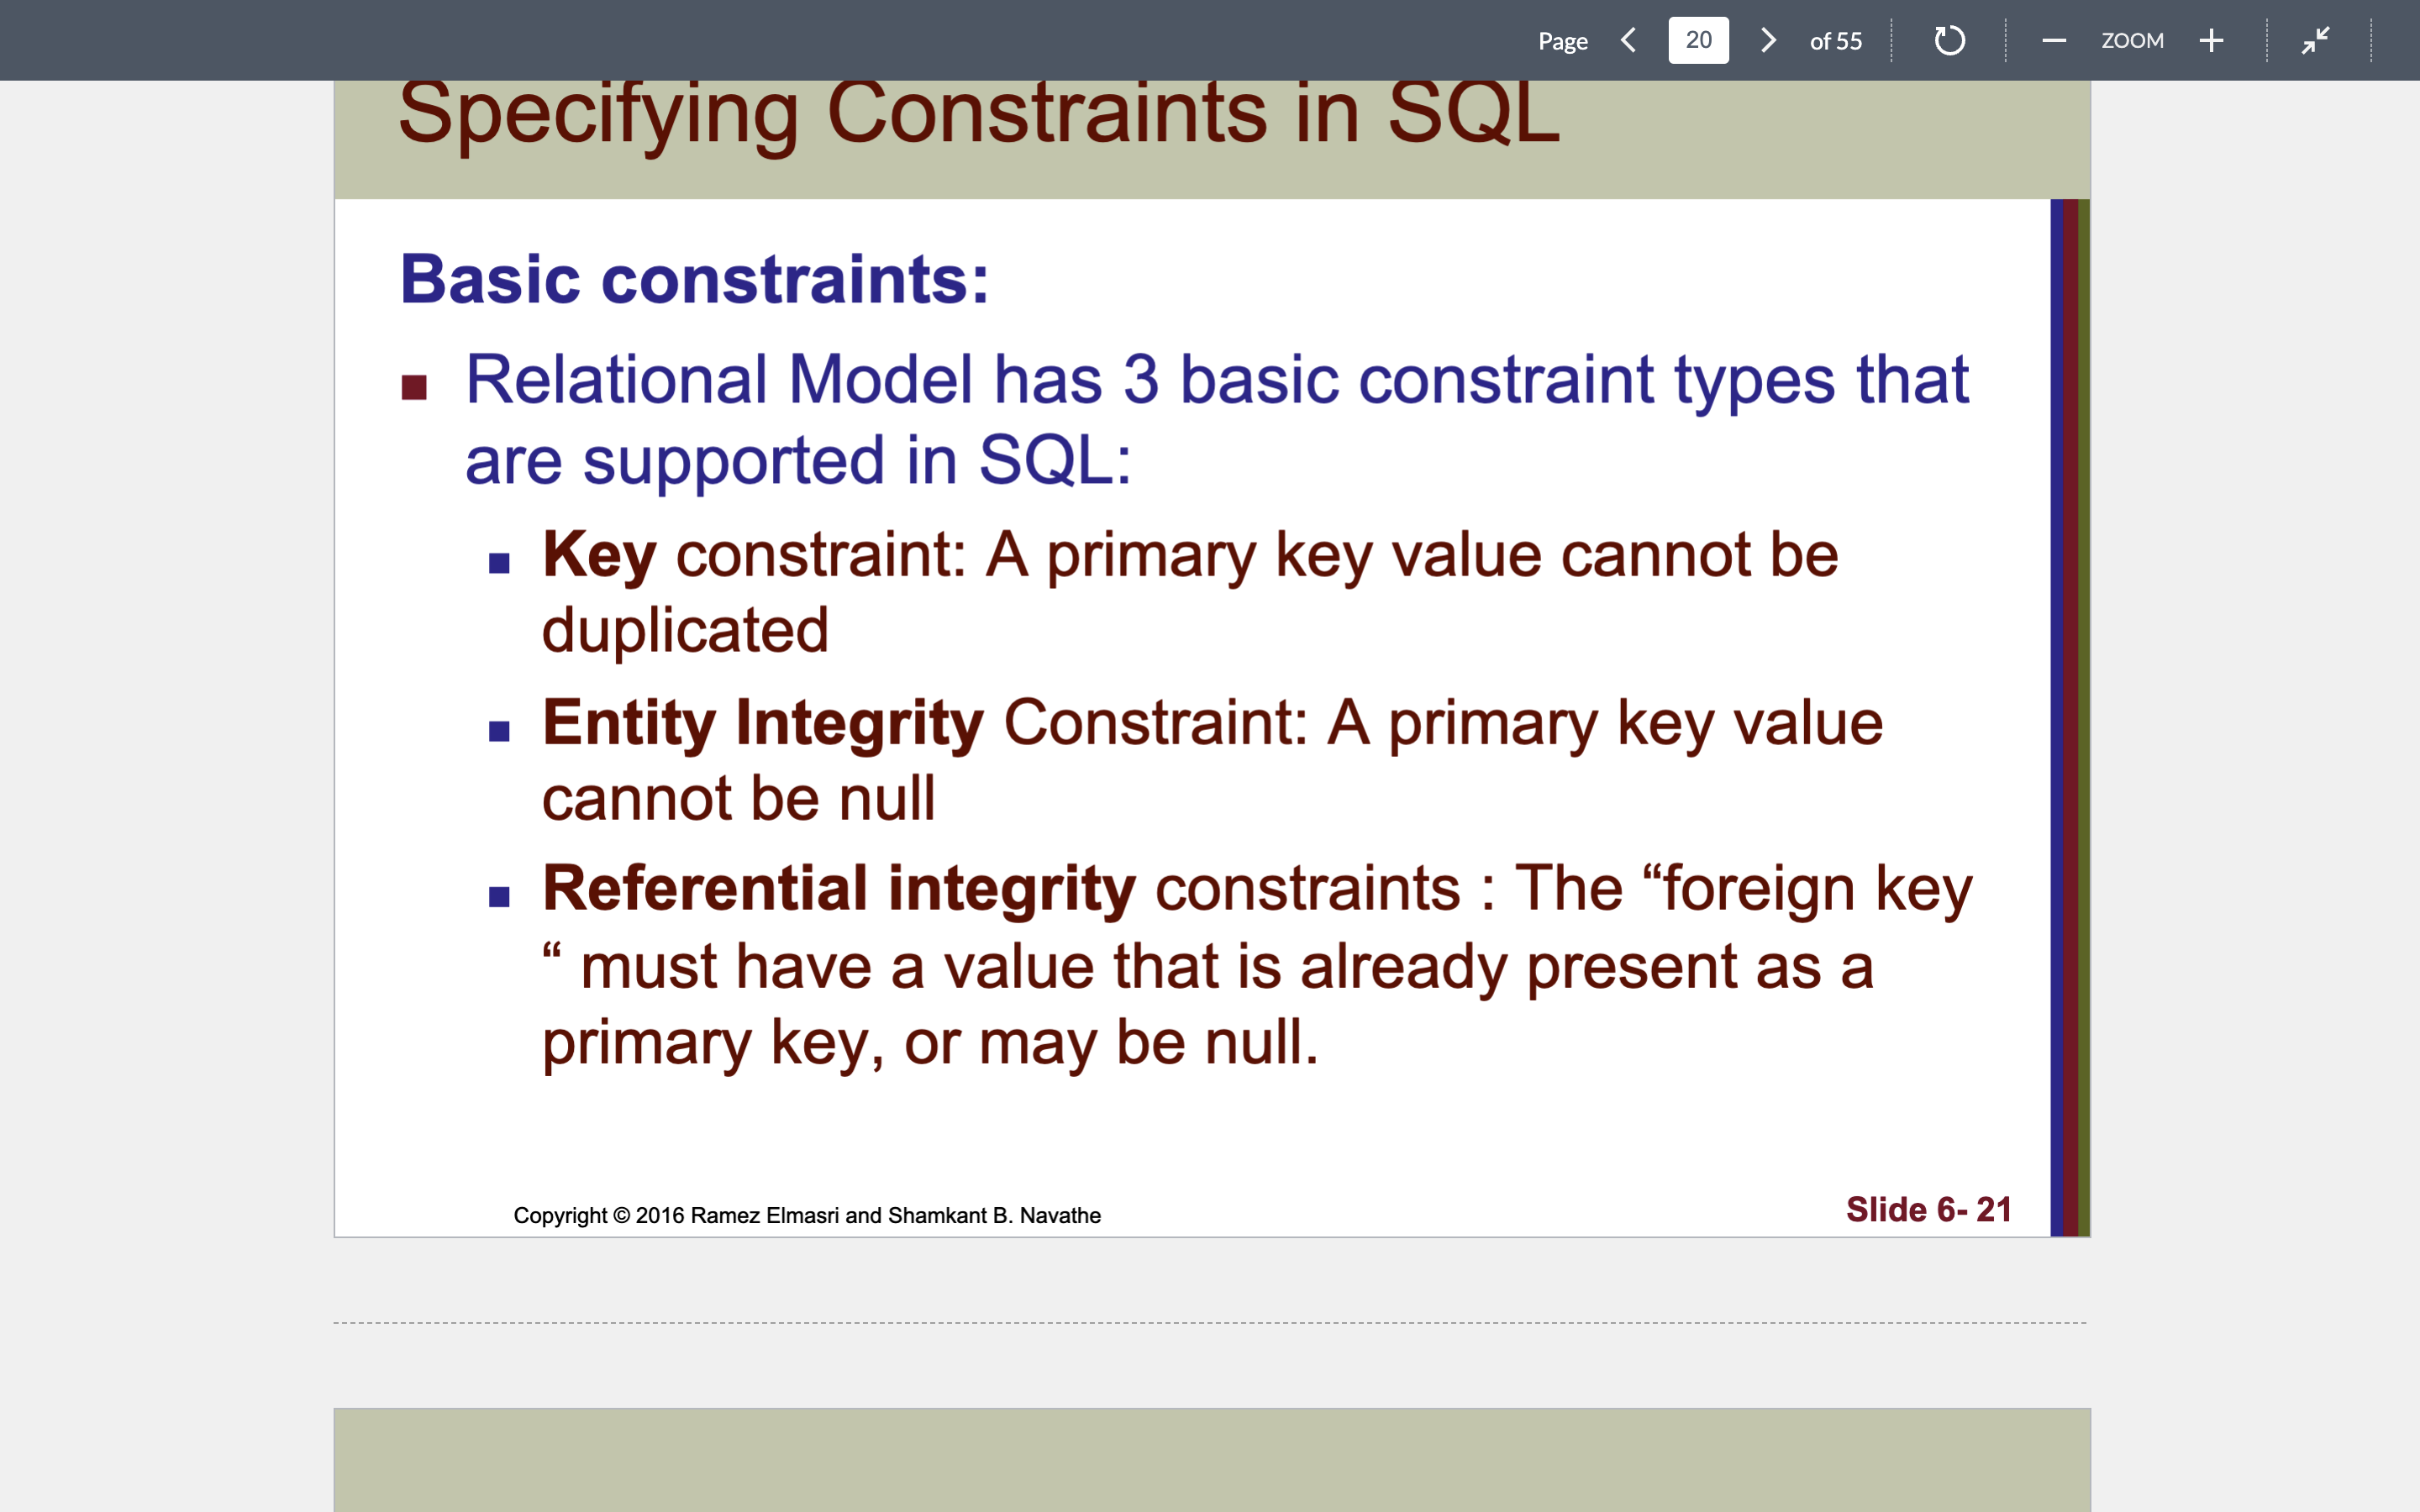 Page 20 of 55 ZOOM
Specifying Constraints in SQL
Basic constraints:
Relational Model has 3 basic constraint types that
are supported in SQL:
Key constraint: A primary key value cannot be
duplicated
Entity Integrity Constraint: A primary key value
cannot be null
Referential integrity constraints : The “foreign key
“ must have a value that is already present as a
primary key, or may be null.
Copyright © 2016 Ramez Elmasri and Shamkant B. Navathe
Slide 6- 21